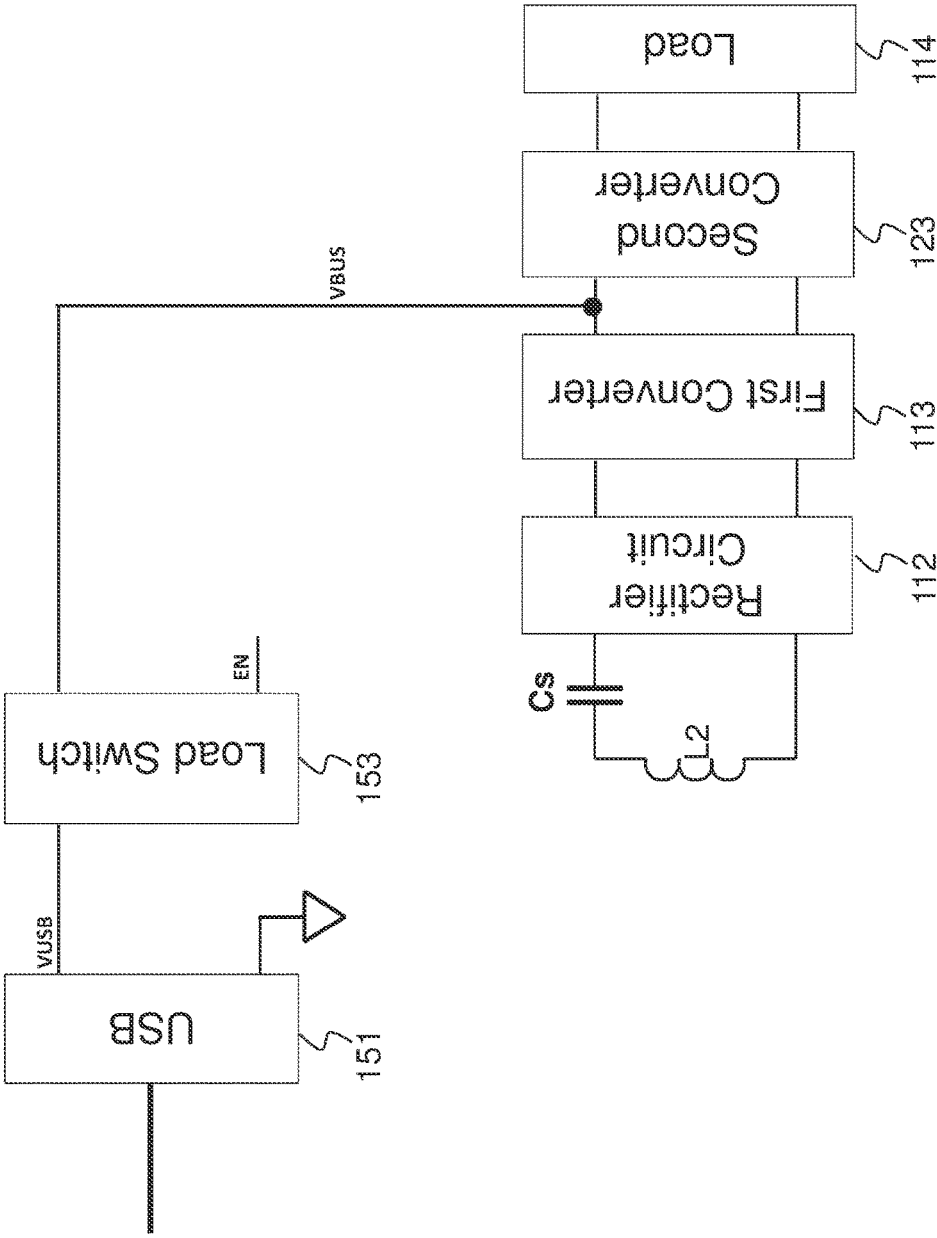 USB
151
VUSB
Load Switch
153
EN
VBUS
L2
Cs
Rectifier
Circuit
112
First Converter
113
Second
Converter
123
Load
114